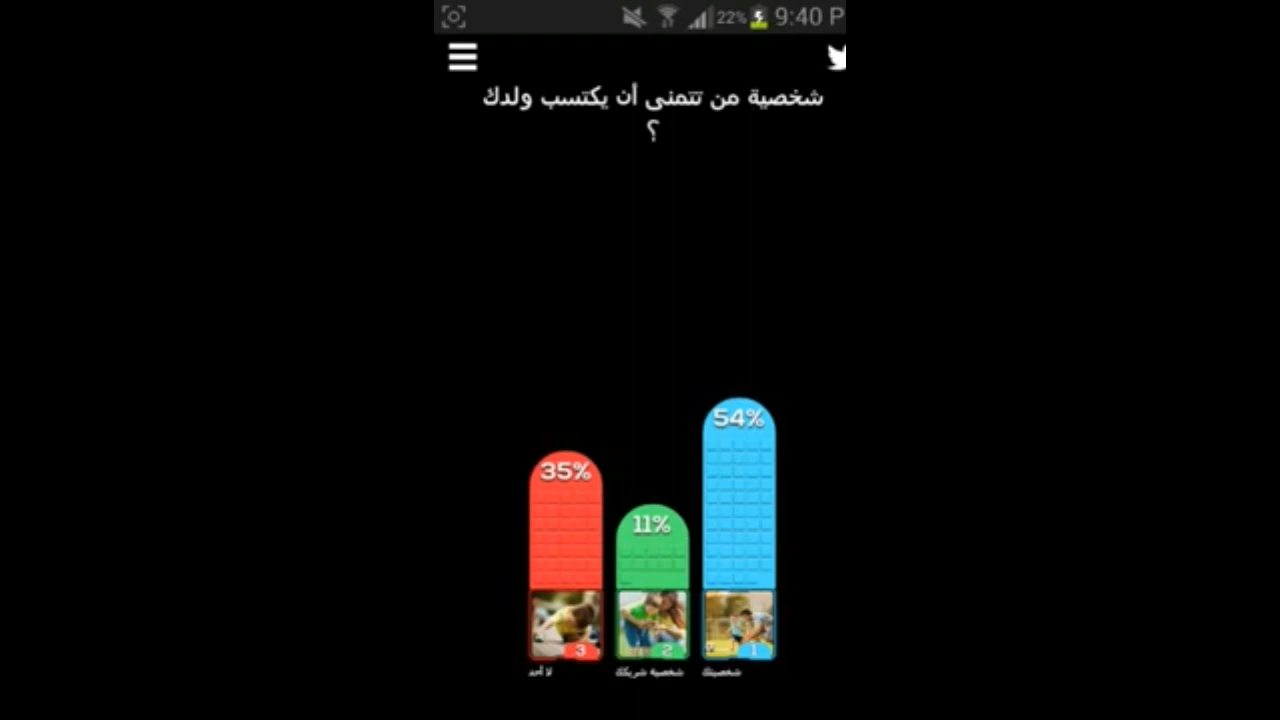 22% 9:40 P
شخصية من تتمنى أن يكتسب ولدك
؟
54%
35%
11%
1
2
3
شخصيتك
شخصية شريكك
لا أحد